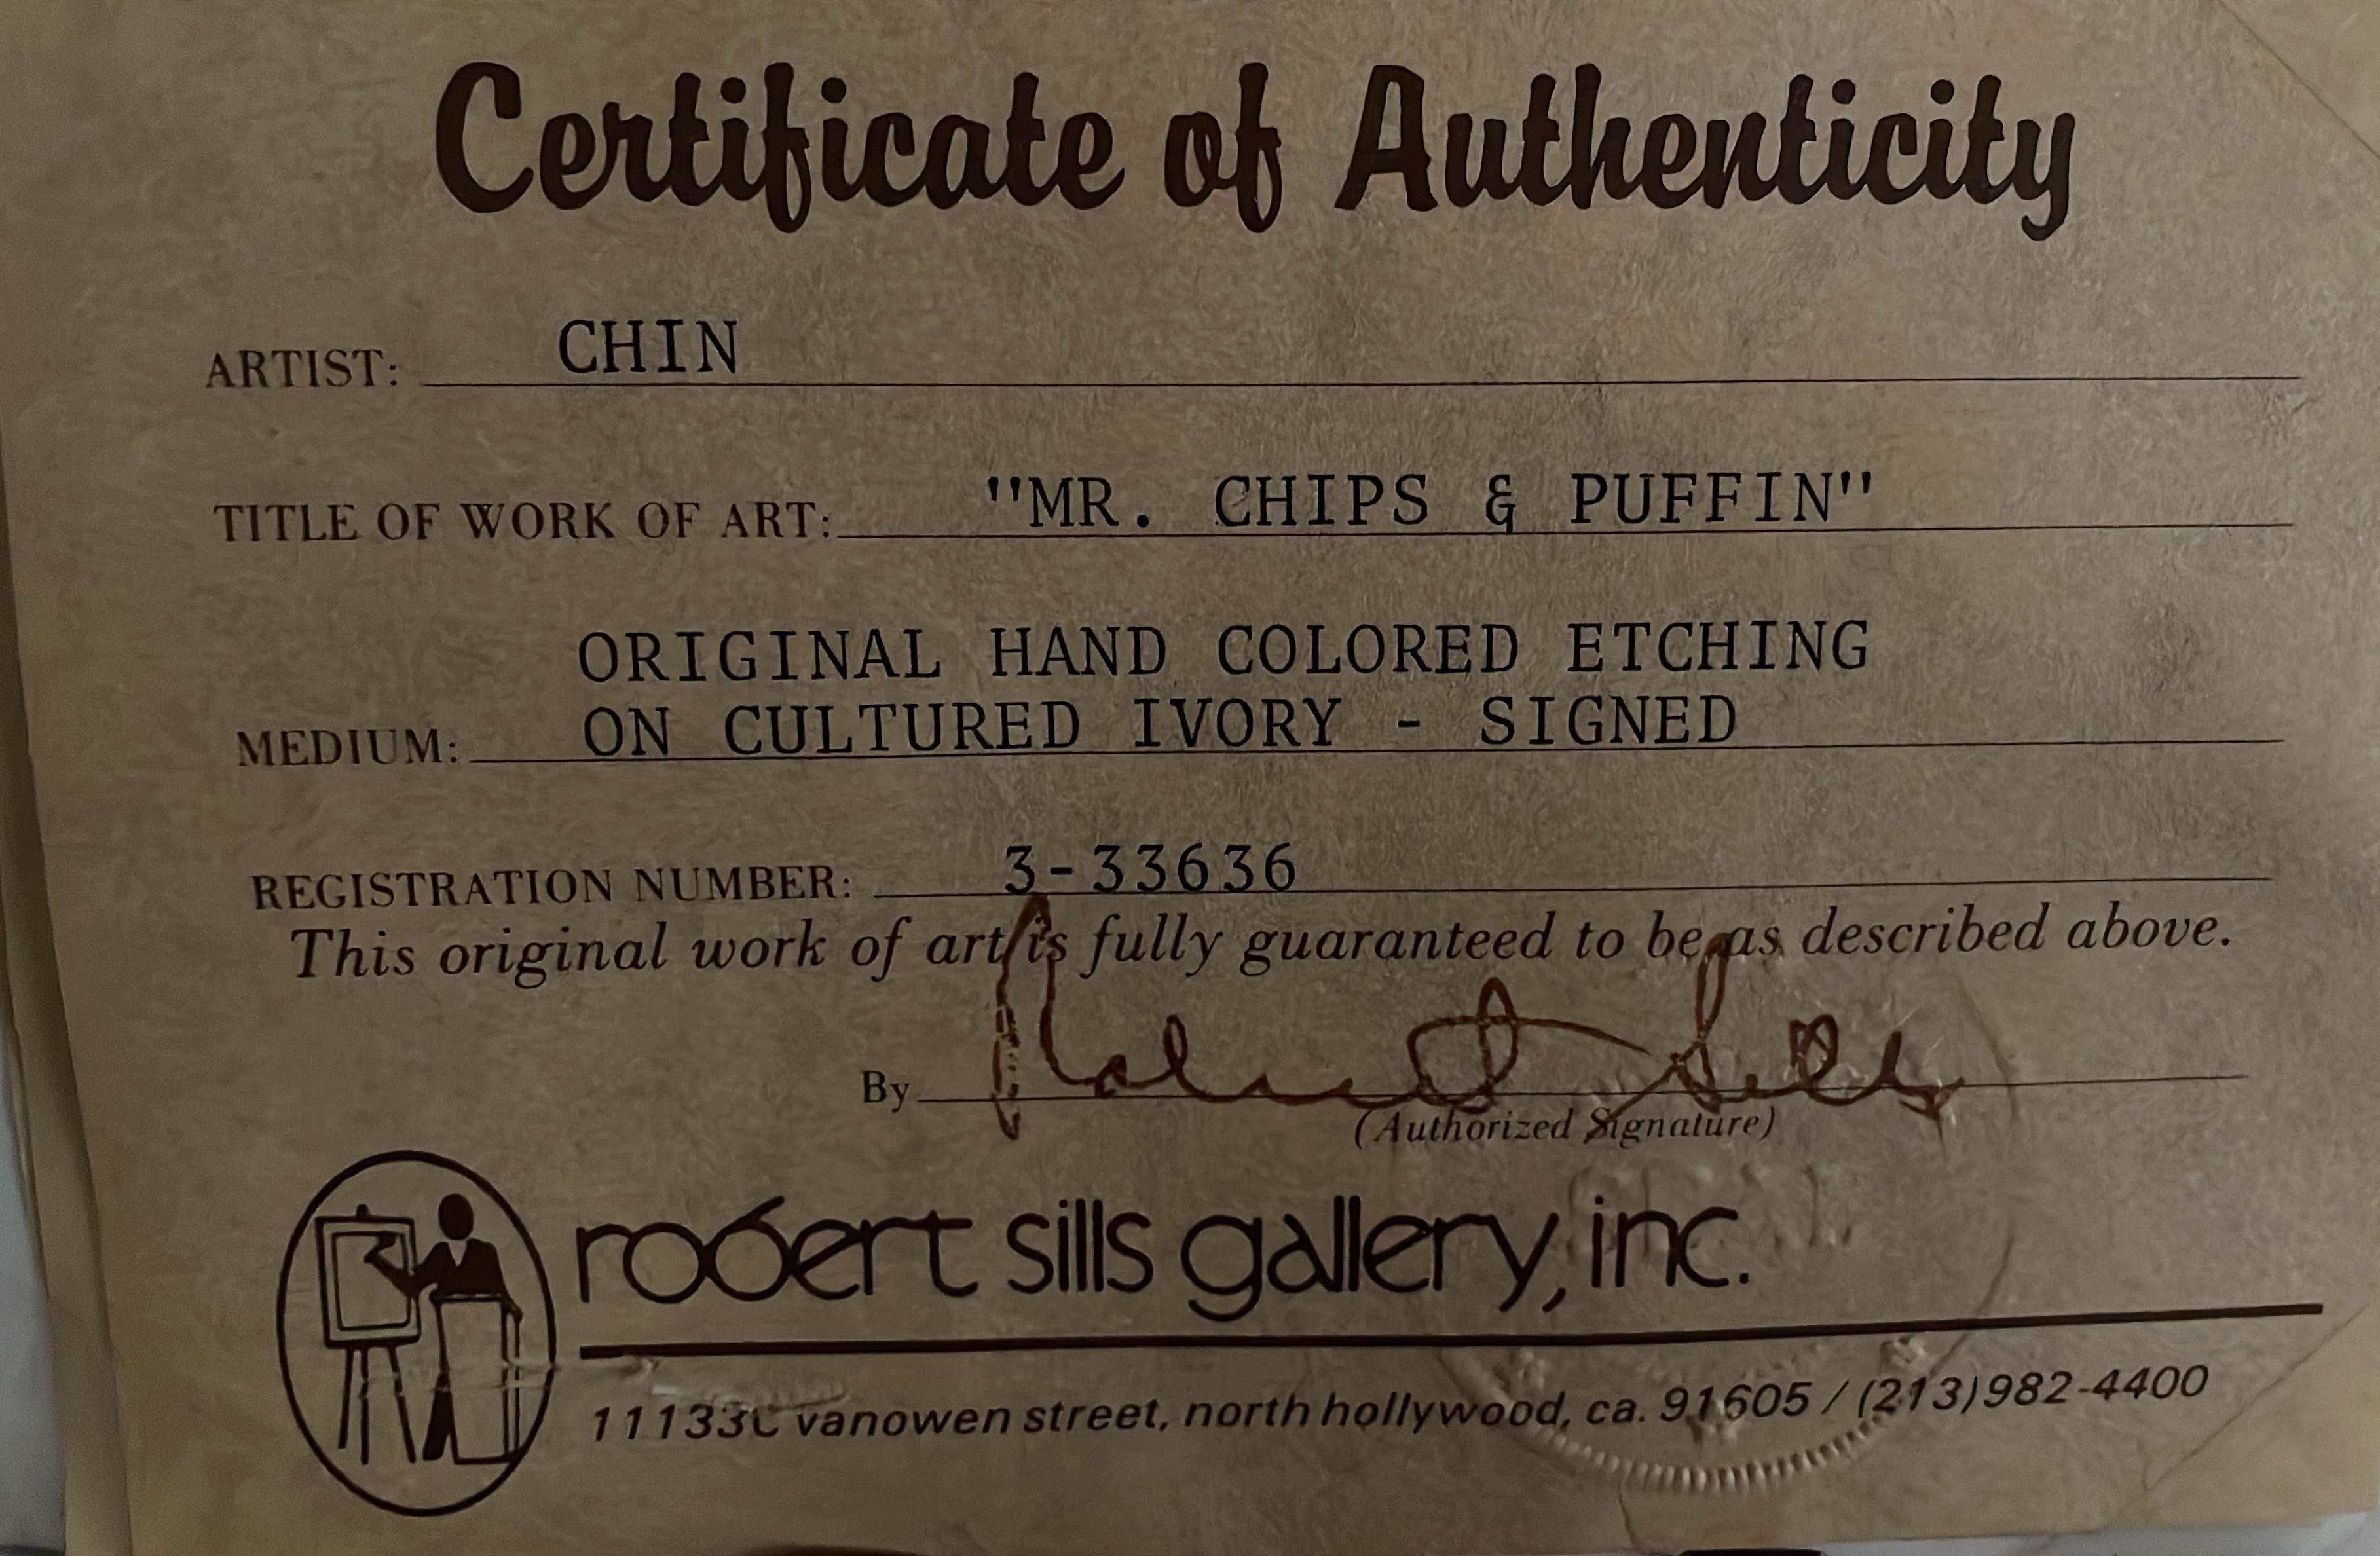 Certificate of Authenticity
ARTIST: CHIN
TITLE OF WORK OF ART: "MR. CHIPS & PUFFIN"
ORIGINAL HAND COLORED ETCHING
MEDIUM: ON CULTURED IVORY - SIGNED
REGISTRATION NUMBER: 3-33636
This original work of art is fully guaranteed to be as described above.
By Robert Sills
(Authorized Signature)
robert sills gallery, inc.
11133C vanowen street, north hollywood, ca. 91605 / (213) 982-4400